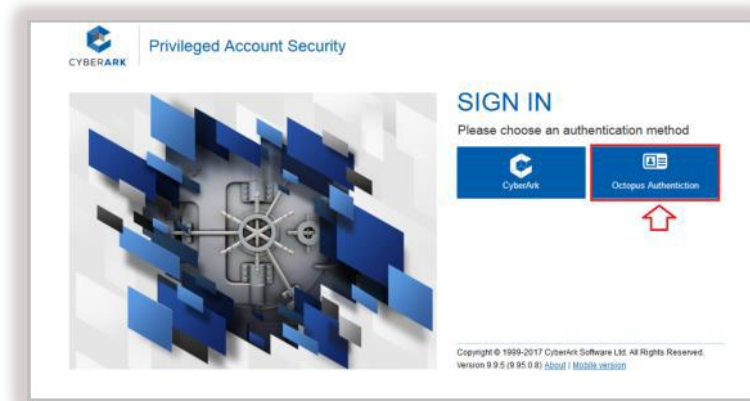 CYBERARK
Privileged Account Security
SIGN IN
Please choose an authentication method
CyberArk
Octopus Authentiction
Copyright © 1999-2017 CyberArk Software Ltd. All Rights Reserved.
Version 9.9.5 (9.95.0.8) About | Mobile version